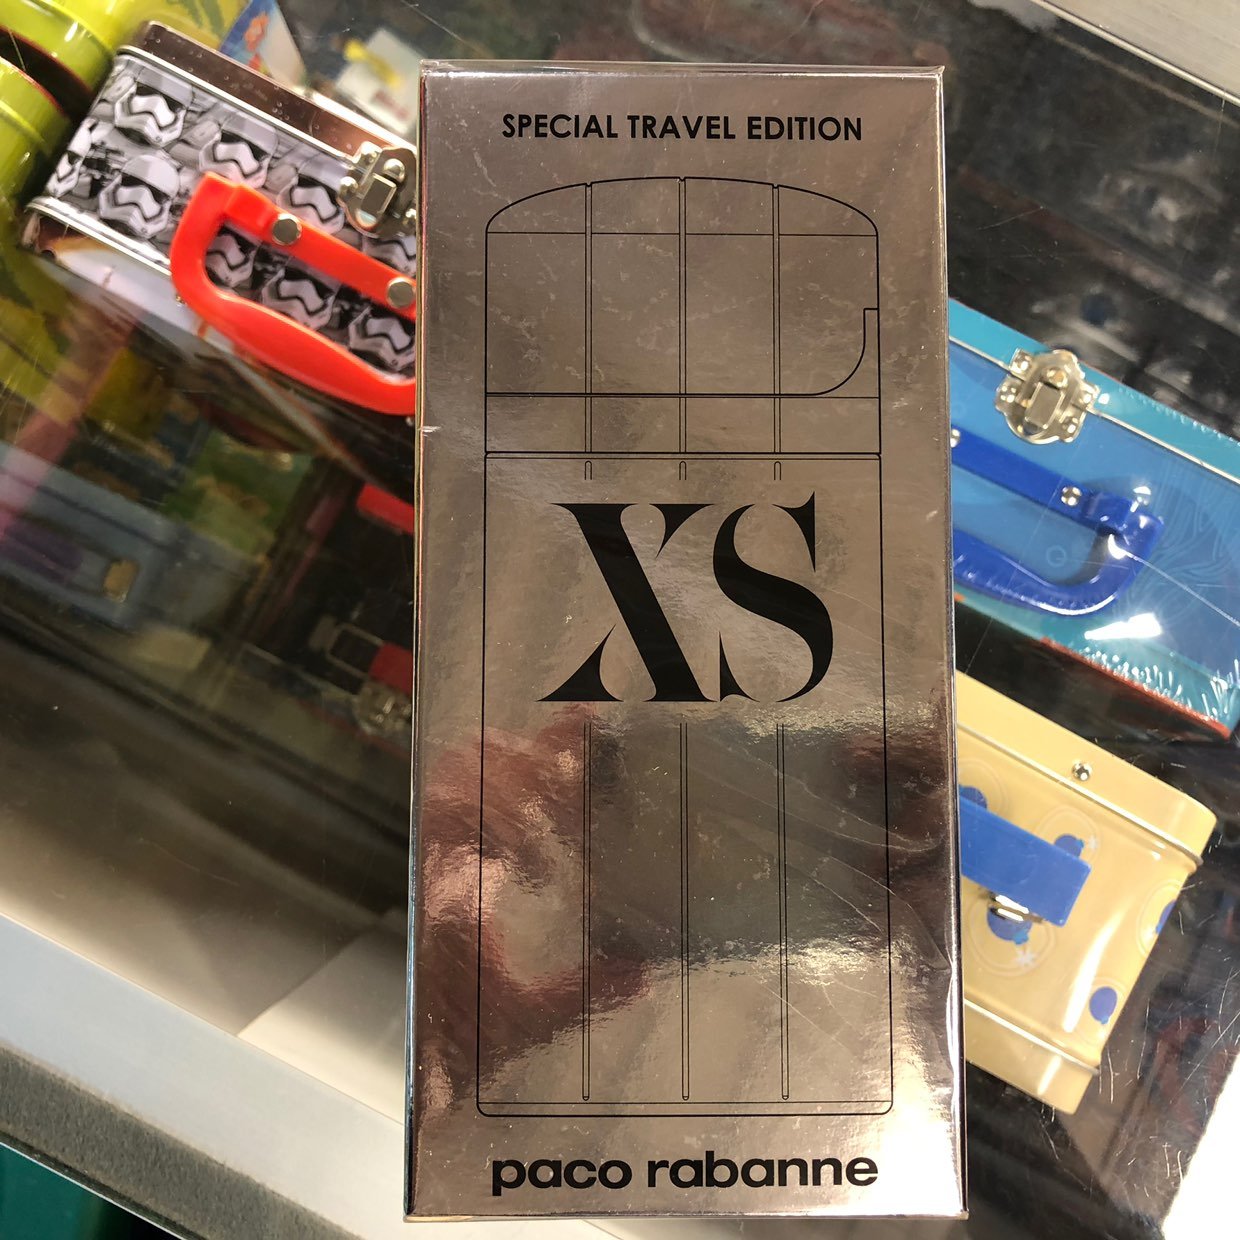 SPECIAL TRAVEL EDITION
XS
paco rabanne